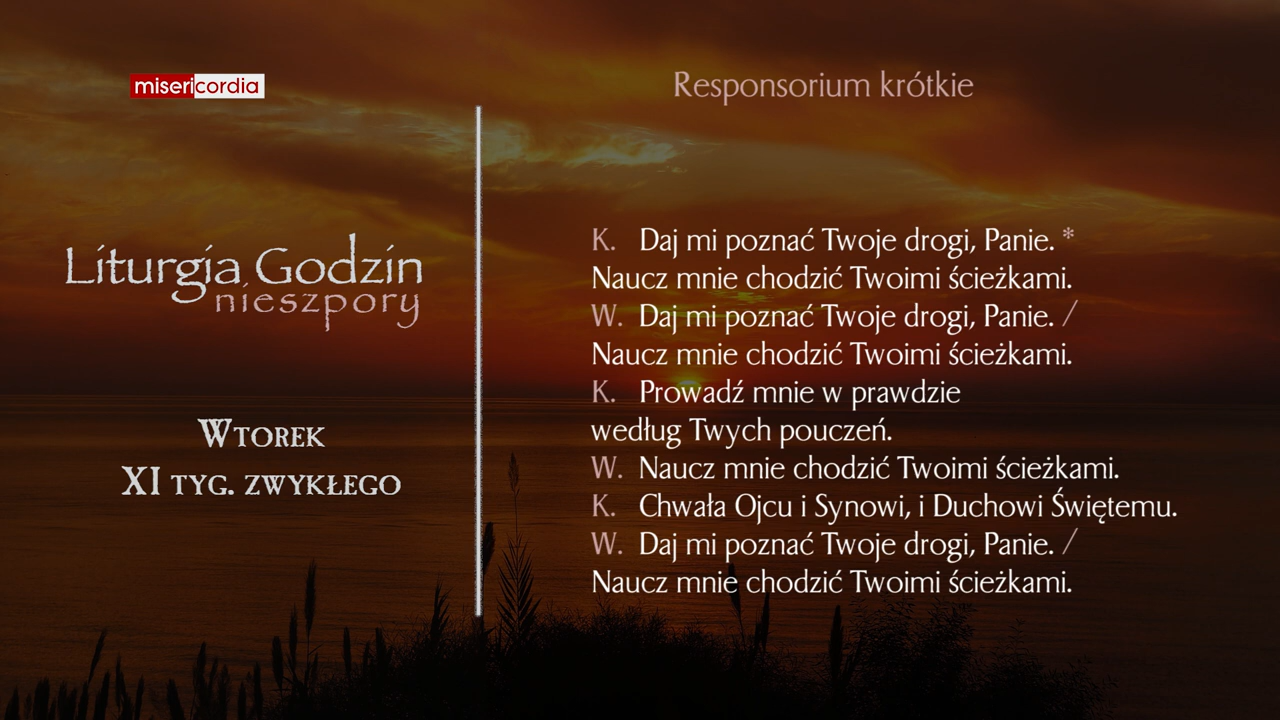 misericordia
Liturgia Godzin
nieszpory
Wtorek
XI tyg. zwykłego
Responsorium krótkie
K. Daj mi poznać Twoje drogi, Panie. *
Naucz mnie chodzić Twoimi ścieżkami.
W. Daj mi poznać Twoje drogi, Panie. /
Naucz mnie chodzić Twoimi ścieżkami.
K. Prowadź mnie w prawdzie
według Twych pouczeń.
W. Naucz mnie chodzić Twoimi ścieżkami.
K. Chwała Ojcu i Synowi, i Duchowi Świętemu.
W. Daj mi poznać Twoje drogi, Panie. /
Naucz mnie chodzić Twoimi ścieżkami.